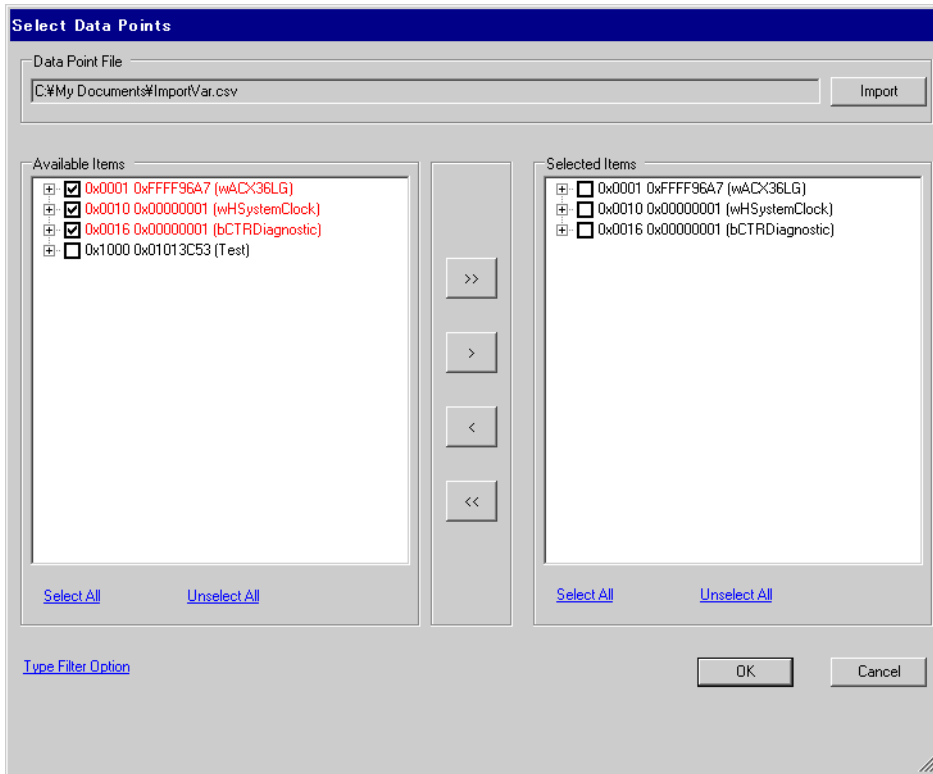 Select Data Points
Data Point File
C:¥My Documents¥ImportVar.csv
Import
Available Items
0x0001 0xFFFF96A7 (wACX36LG)
0x0010 0x00000001 (wHSystemClock)
0x0016 0x00000001 (bCTRDiagnostic)
0x1000 0x01013C53 (Test)
Select All
Unselect All
>>
>
<
<<
Selected Items
0x0001 0xFFFF96A7 (wACX36LG)
0x0010 0x00000001 (wHSystemClock)
0x0016 0x00000001 (bCTRDiagnostic)
Select All
Unselect All
Type Filter Option
OK
Cancel